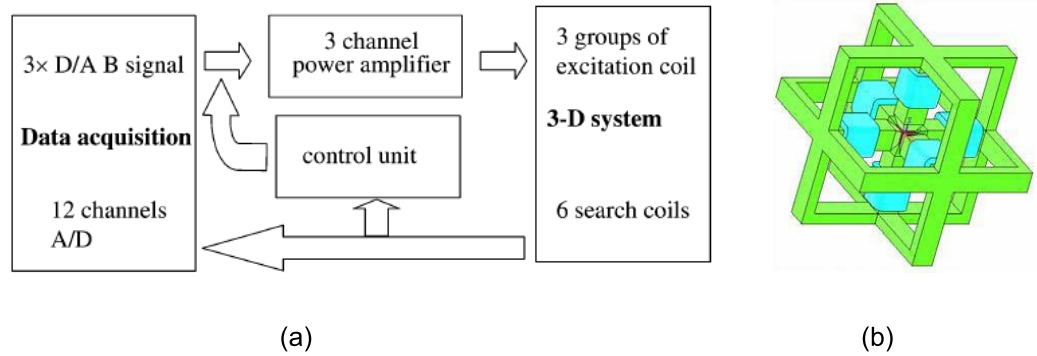 3× D/A B signal
Data acquisition
12 channels
A/D
3 channel
power amplifier
control unit
3 groups of
excitation coil
3-D system
6 search coils
(a)
(b)